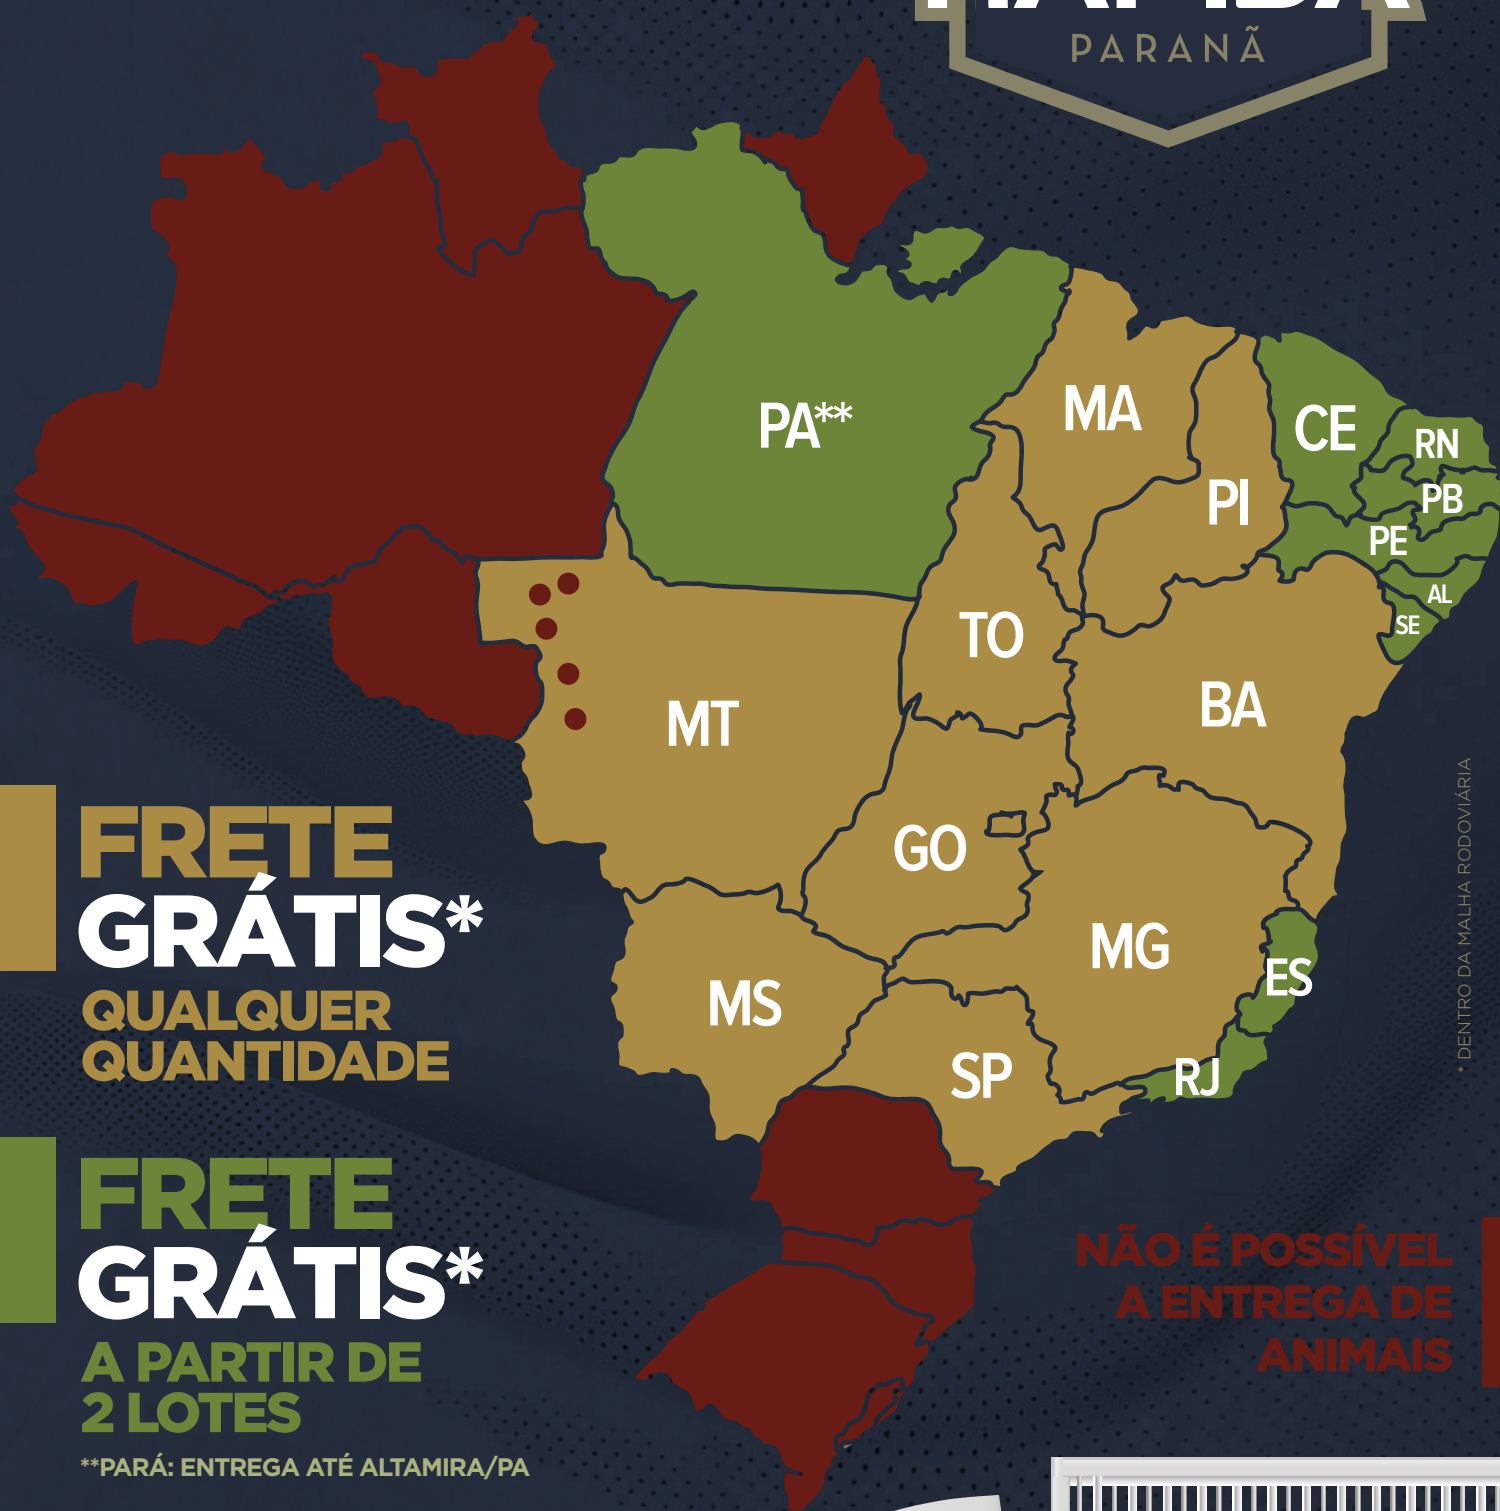 PARANÃ
PA**
MA
CE
RN
PI
PB
PE
AL
SE
TO
BA
MT
GO
MG
ES
MS
SP
RJ
FRETE
GRÁTIS*
QUALQUER
QUANTIDADE
FRETE
GRÁTIS*
A PARTIR DE
2 LOTES
**PARÁ: ENTREGA ATÉ ALTAMIRA/PA
* DENTRO DA MALHA RODOVIÁRIA
NÃO É POSSÍVEL
A ENTREGA DE
ANIMAIS